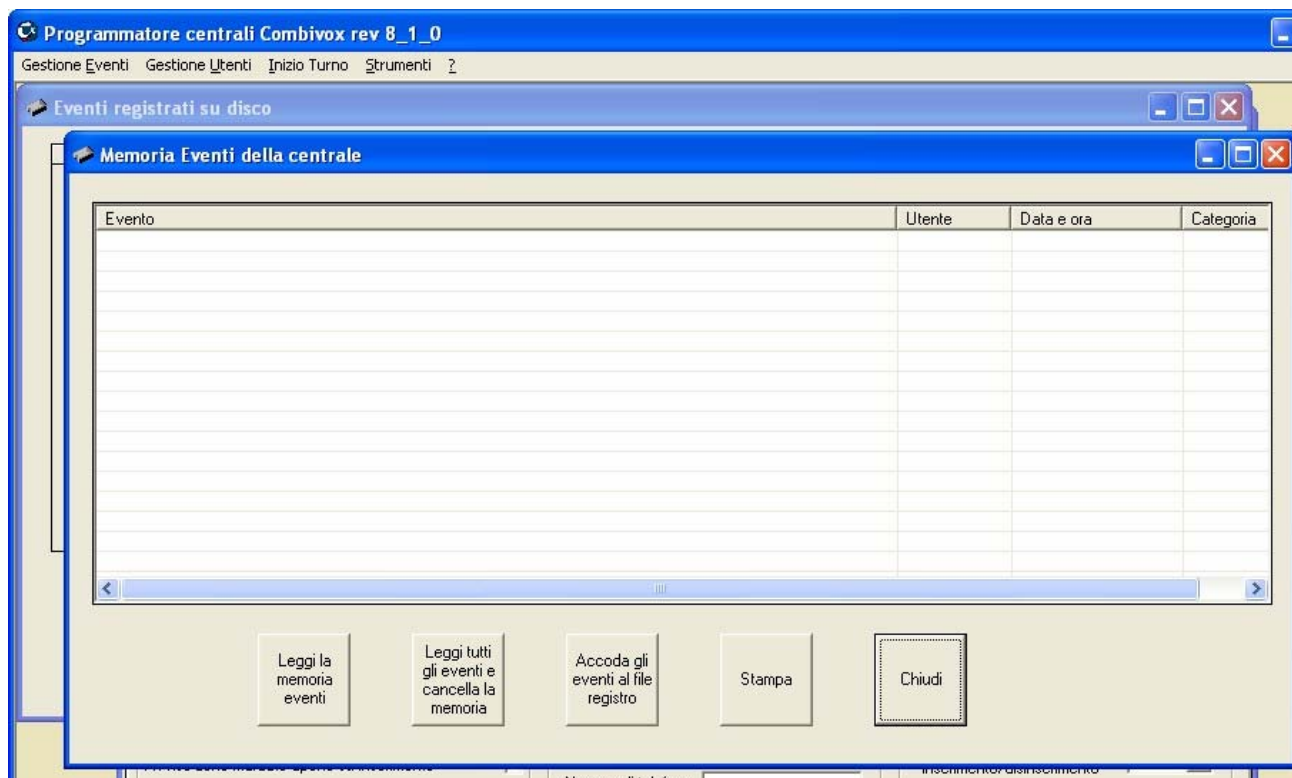 Programmatore centrali Combivox rev 8_1_0
Gestione Eventi Gestione Utenti Inizio Turno Strumenti ?
Eventi registrati su disco
Memoria Eventi della centrale
Evento Utente Data e ora Categoria
Leggi la
memoria
eventi
Leggi tutti
gli eventi e
cancella la
memoria
Accoda gli
eventi al file
registro
Stampa
Chiudi
inserimento/disinserimento